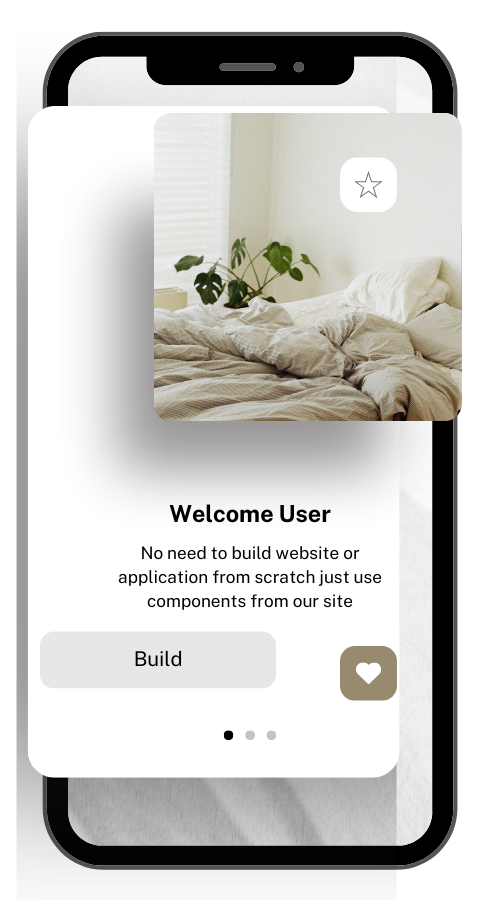 Welcome User
No need to build website or
application from scratch just use
components from our site
Build